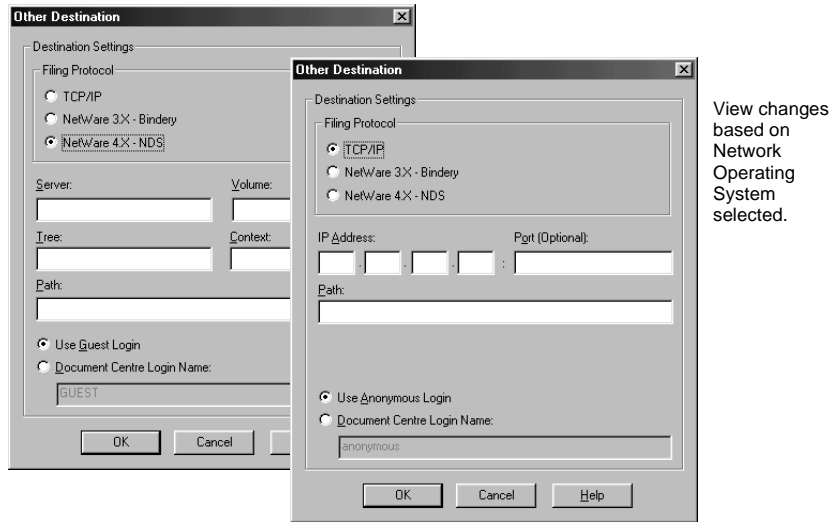 Other Destination
Destination Settings
Filing Protocol
TCP/IP
NetWare 3.X - Bindery
NetWare 4.X - NDS
Server:
Volume:
Tree:
Context:
Path:
Use Guest Login
Document Centre Login Name:
GUEST
OK
Cancel
Other Destination
Destination Settings
Filing Protocol
TCP/IP
NetWare 3.X - Bindery
NetWare 4.X - NDS
IP Address:
Port (Optional):
. . . :
Path:
Use Anonymous Login
Document Centre Login Name:
anonymous
OK
Cancel
Help
View changes
based on
Network
Operating
System
selected.